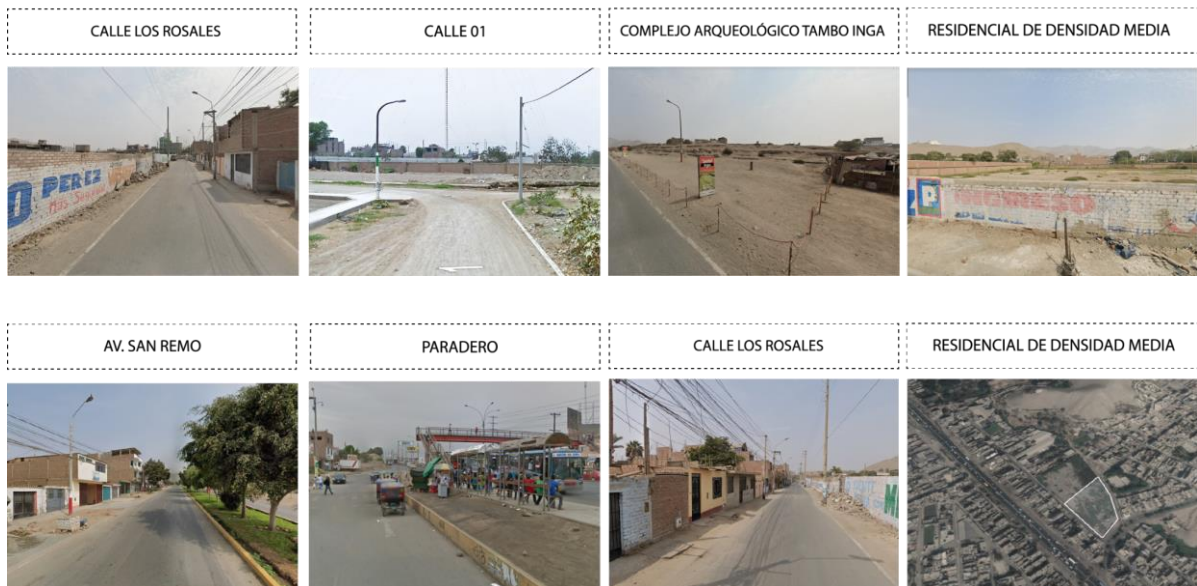 CALLE LOS ROSALES
CALLE 01
COMPLEJO ARQUEOLÓGICO TAMBO INGA
RESIDENCIAL DE DENSIDAD MEDIA
PEREZ
INGRESO
AV. SAN REMO
PARADERO
CALLE LOS ROSALES
RESIDENCIAL DE DENSIDAD MEDIA